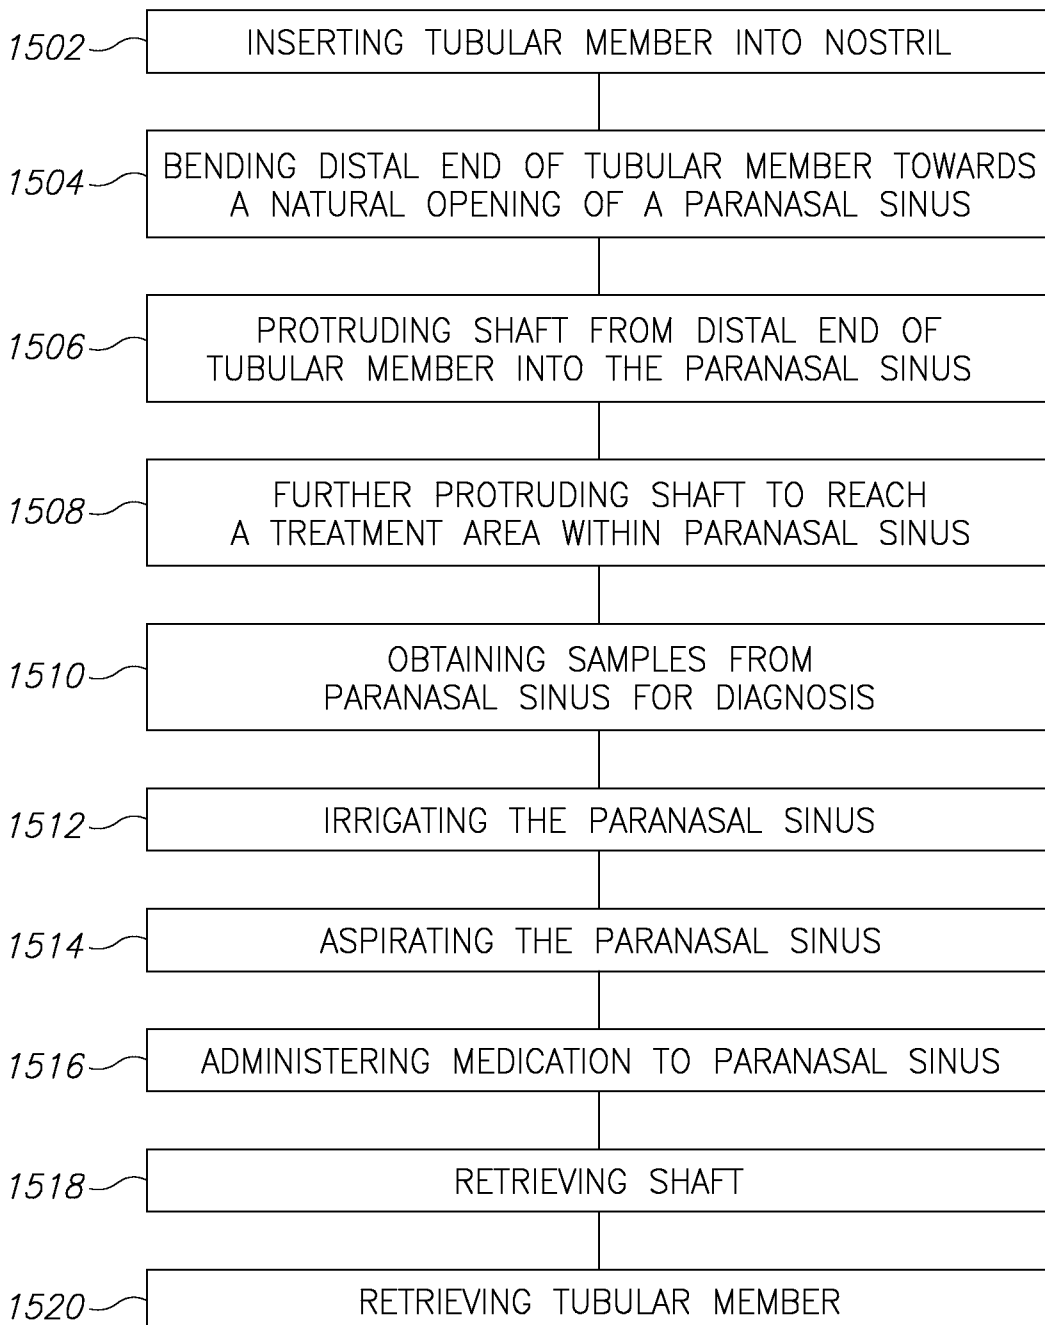 1502 INSERTING TUBULAR MEMBER INTO NOSTRIL
1504 BENDING DISTAL END OF TUBULAR MEMBER TOWARDS
A NATURAL OPENING OF A PARANASAL SINUS
1506 PROTRUDING SHAFT FROM DISTAL END OF
TUBULAR MEMBER INTO THE PARANASAL SINUS
1508 FURTHER PROTRUDING SHAFT TO REACH
A TREATMENT AREA WITHIN PARANASAL SINUS
1510 OBTAINING SAMPLES FROM
PARANASAL SINUS FOR DIAGNOSIS
1512 IRRIGATING THE PARANASAL SINUS
1514 ASPIRATING THE PARANASAL SINUS
1516 ADMINISTERING MEDICATION TO PARANASAL SINUS
1518 RETRIEVING SHAFT
1520 RETRIEVING TUBULAR MEMBER